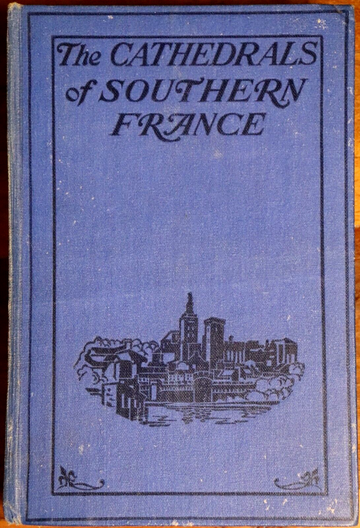 The CATHEDRALS
of SOUTHERN
FRANCE